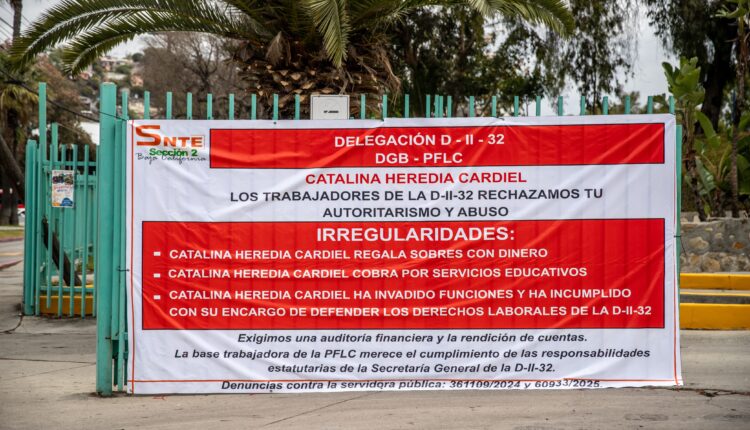 SNTE
Sección 2
Baja California
DELEGACIÓN D - II - 32
DGB - PFLC
CATALINA HEREDIA CARDIEL
LOS TRABAJADORES DE LA D-II-32 RECHAZAMOS TU
AUTORITARISMO Y ABUSO
IRREGULARIDADES:
- CATALINA HEREDIA CARDIEL REGALA SOBRES CON DINERO
- CATALINA HEREDIA CARDIEL COBRA POR SERVICIOS EDUCATIVOS
- CATALINA HEREDIA CARDIEL HA INVADIDO FUNCIONES Y HA INCUMPLIDO
CON SU ENCARGO DE DEFENDER LOS DERECHOS LABORALES DE LA D-II-32
Exigimos una auditoría financiera y la rendición de cuentas.
La base trabajadora de la PFLC merece el cumplimiento de las responsabilidades
estatutarias de la Secretaría General de la D-II-32.
Denuncias contra la servidora pública: 361109/2024 y 60933/2025